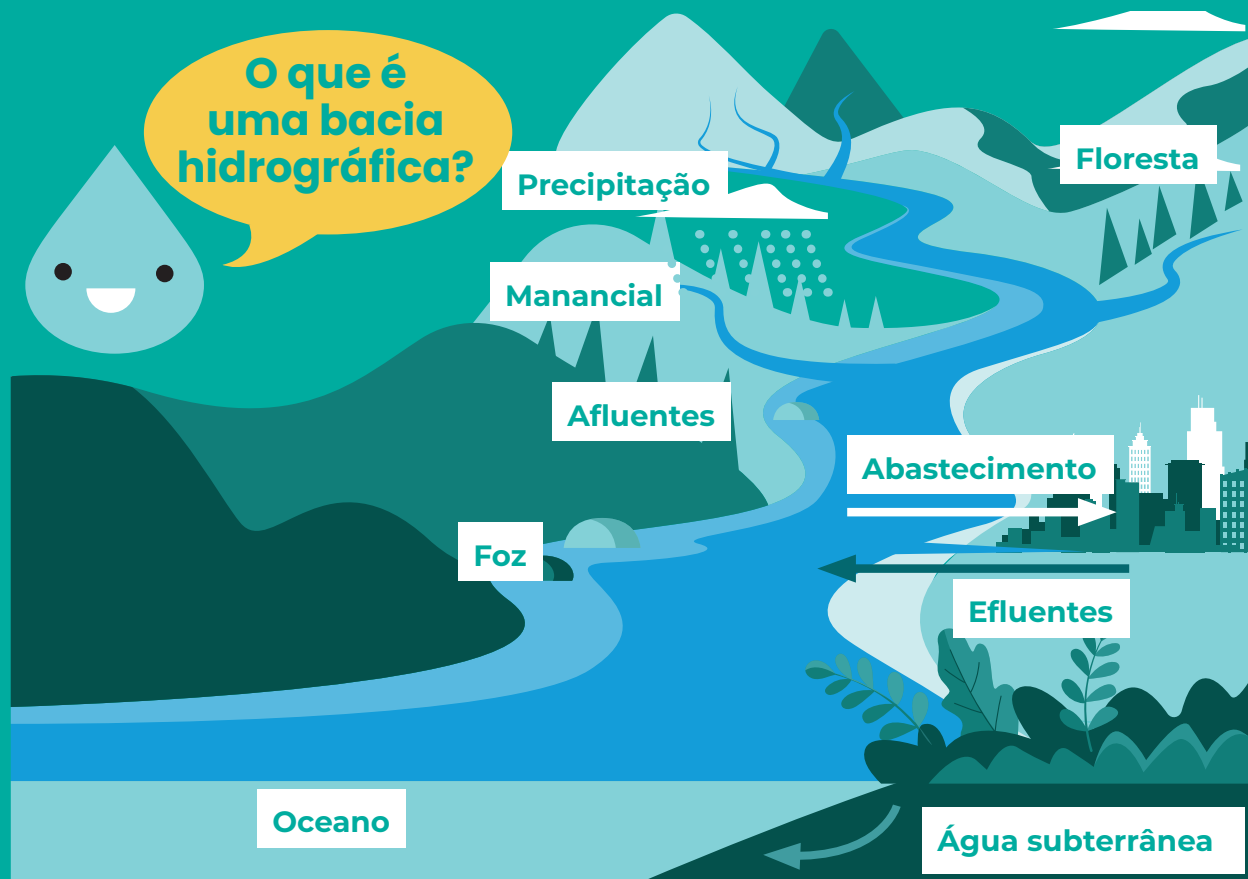 O que é
uma bacia
hidrográfica?
Precipitação
Floresta
Manancial
Afluentes
Abastecimento
Foz
Efluentes
Oceano
Água subterrânea